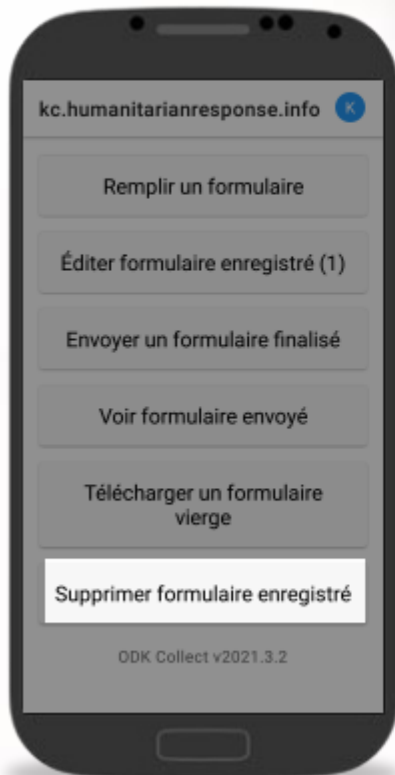 kc.humanitarianresponse.info K
Remplir un formulaire
Éditer formulaire enregistré (1)
Envoyer un formulaire finalisé
Voir formulaire envoyé
Télécharger un formulaire
vierge
Supprimer formulaire enregistré
ODK Collect v2021.3.2